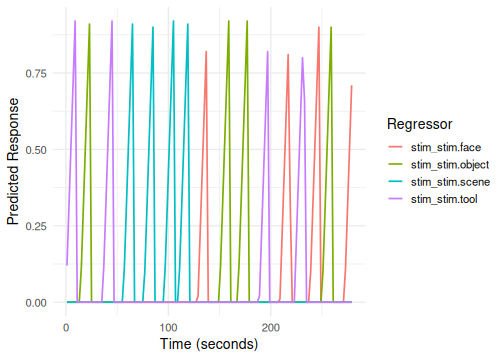 Predicted Response
0.75
0.50
0.25
0.00
0
100
200
Time (seconds)
Regressor
stim_stim.face
stim_stim.object
stim_stim.scene
stim_stim.tool